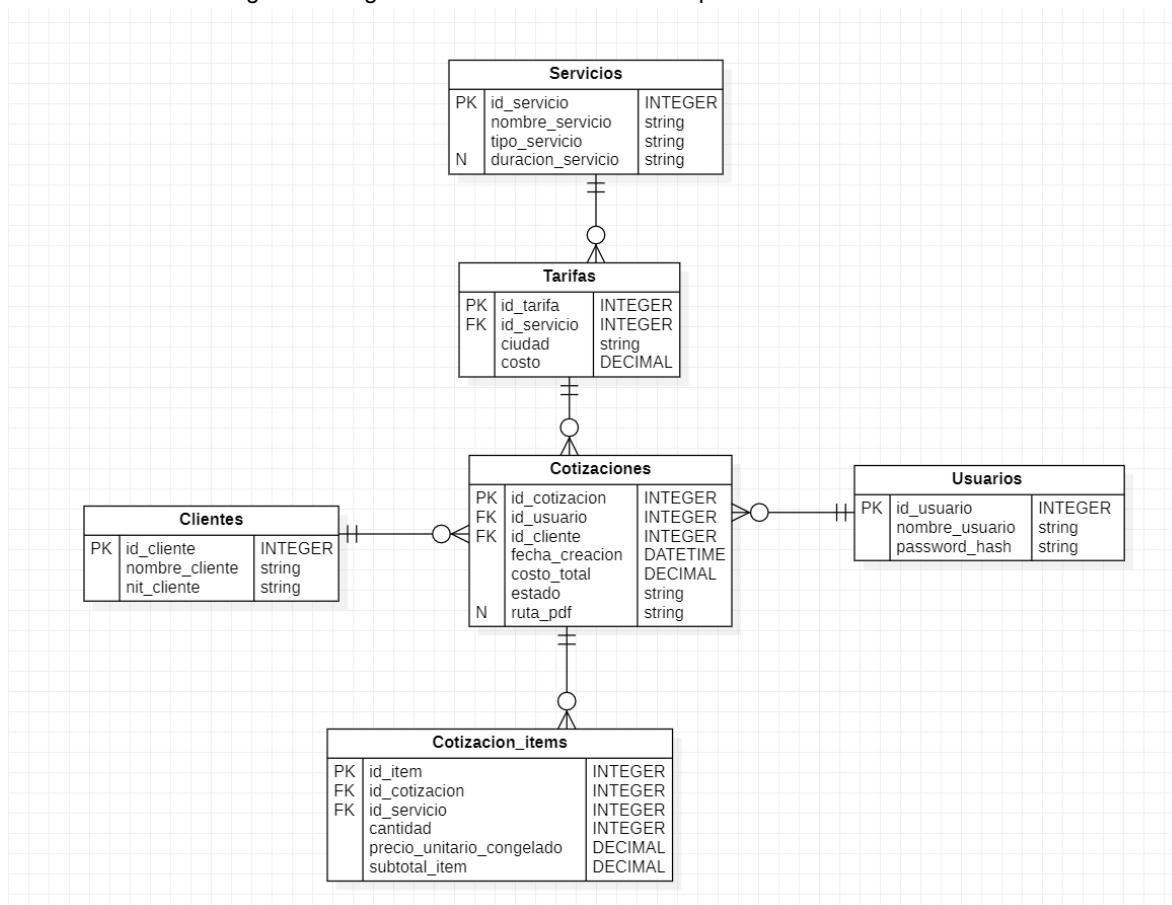 Servicios
PK id_servicio INTEGER
nombre_servicio string
tipo_servicio string
N duracion_servicio string
Tarifas
PK id_tarifa INTEGER
FK id_servicio INTEGER
ciudad string
costo DECIMAL
Cotizaciones
PK id_cotizacion INTEGER
FK id_usuario INTEGER
FK id_cliente INTEGER
fecha_creacion DATETIME
costo_total DECIMAL
estado string
N ruta_pdf string
Usuarios
PK id_usuario INTEGER
nombre_usuario string
password_hash string
Clientes
PK id_cliente INTEGER
nombre_cliente string
nit_cliente string
Cotizacion_items
PK id_item INTEGER
FK id_cotizacion INTEGER
FK id_servicio INTEGER
cantidad INTEGER
precio_unitario_congelado DECIMAL
subtotal_item DECIMAL